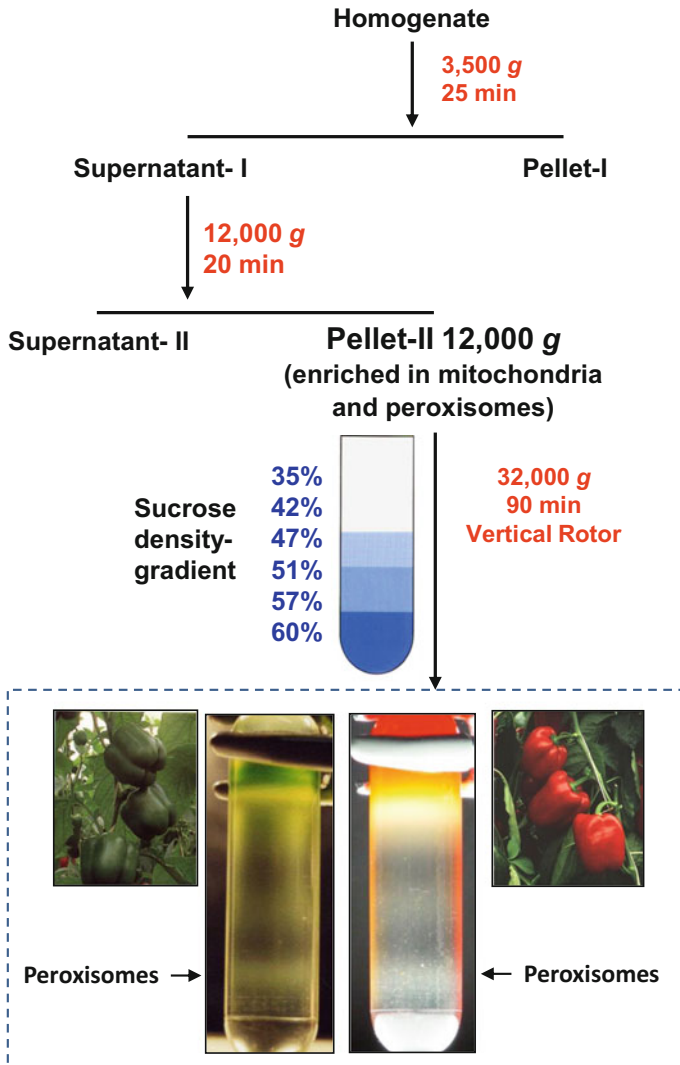 Homogenate
3,500 g
25 min
Supernatant- I
Pellet-I
12,000 g
20 min
Supernatant- II
Pellet-II 12,000 g
(enriched in mitochondria
and peroxisomes)
Sucrose
density-
gradient
35%
42%
47%
51%
57%
60%
32,000 g
90 min
Vertical Rotor
Peroxisomes
Peroxisomes